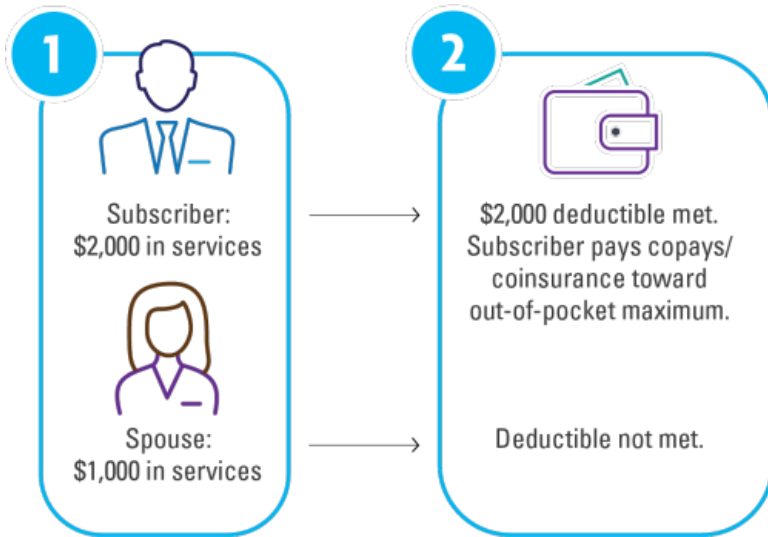 1
Subscriber:
$2,000 in services
Spouse:
$1,000 in services
2
$2,000 deductible met.
Subscriber pays copays/
coinsurance toward
out-of-pocket maximum.
Deductible not met.